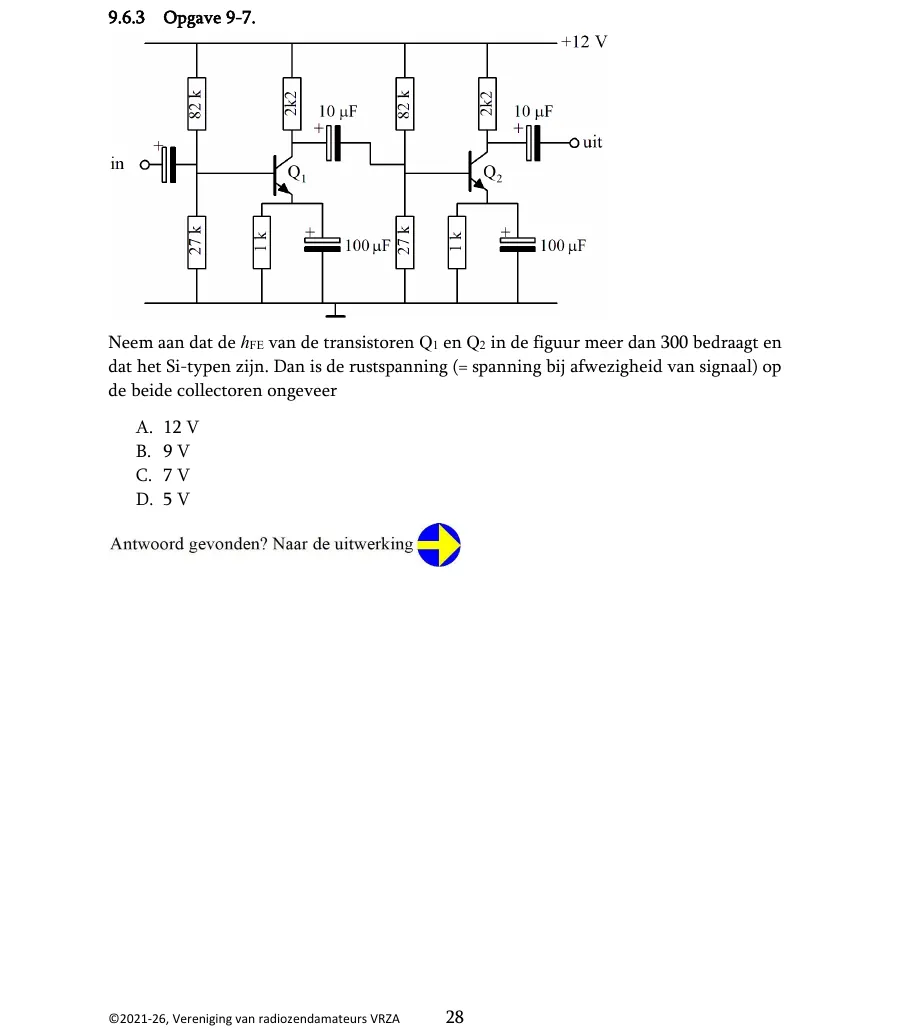 9.6.3 Opgave 9-7.
+12 V
82 k
2k2
10 µF
+
82 k
2k2
10 µF
+
in
+
Q1
Q2
uit
27 k
1 k
+
100 µF
27 k
1 k
+
100 µF
Neem aan dat de hFE van de transistoren Q1 en Q2 in de figuur meer dan 300 bedraagt en
dat het Si-typen zijn. Dan is de rustspanning (= spanning bij afwezigheid van signaal) op
de beide collectoren ongeveer
A. 12 V
B. 9 V
C. 7 V
D. 5 V
Antwoord gevonden? Naar de uitwerking
©2021-26, Vereniging van radiozendamateurs VRZA 28